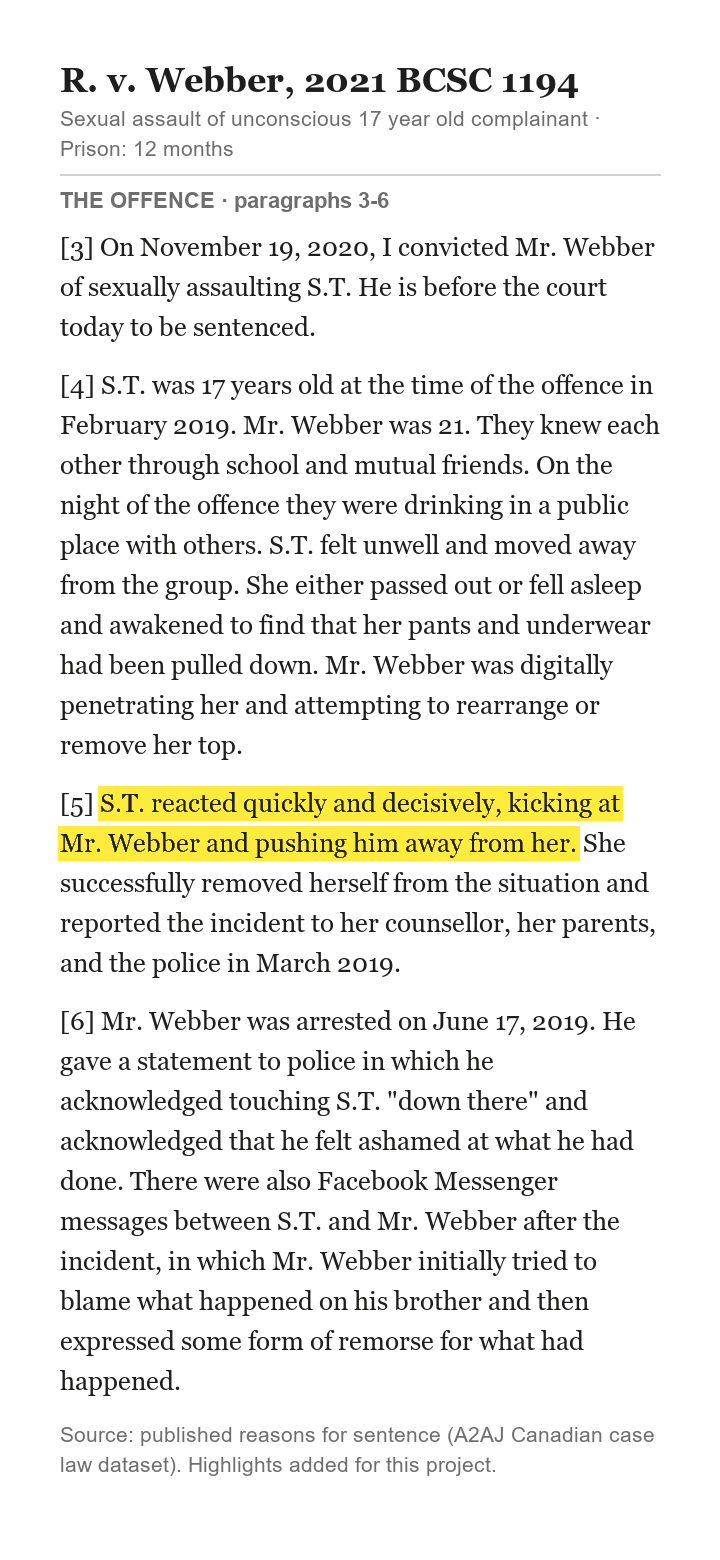 R. v. Webber, 2021 BCSC 1194
Sexual assault of unconscious 17 year old complainant ·
Prison: 12 months
THE OFFENCE · paragraphs 3-6
[3] On November 19, 2020, I convicted Mr. Webber
of sexually assaulting S.T. He is before the court
today to be sentenced.
[4] S.T. was 17 years old at the time of the offence in
February 2019. Mr. Webber was 21. They knew each
other through school and mutual friends. On the
night of the offence they were drinking in a public
place with others. S.T. felt unwell and moved away
from the group. She either passed out or fell asleep
and awakened to find that her pants and underwear
had been pulled down. Mr. Webber was digitally
penetrating her and attempting to rearrange or
remove her top.
[5] S.T. reacted quickly and decisively, kicking at
Mr. Webber and pushing him away from her. She
successfully removed herself from the situation and
reported the incident to her counsellor, her parents,
and the police in March 2019.
[6] Mr. Webber was arrested on June 17, 2019. He
gave a statement to police in which he
acknowledged touching S.T. "down there" and
acknowledged that he felt ashamed at what he had
done. There were also Facebook Messenger
messages between S.T. and Mr. Webber after the
incident, in which Mr. Webber initially tried to
blame what happened on his brother and then
expressed some form of remorse for what had
happened.
Source: published reasons for sentence (A2AJ Canadian case
law dataset). Highlights added for this project.